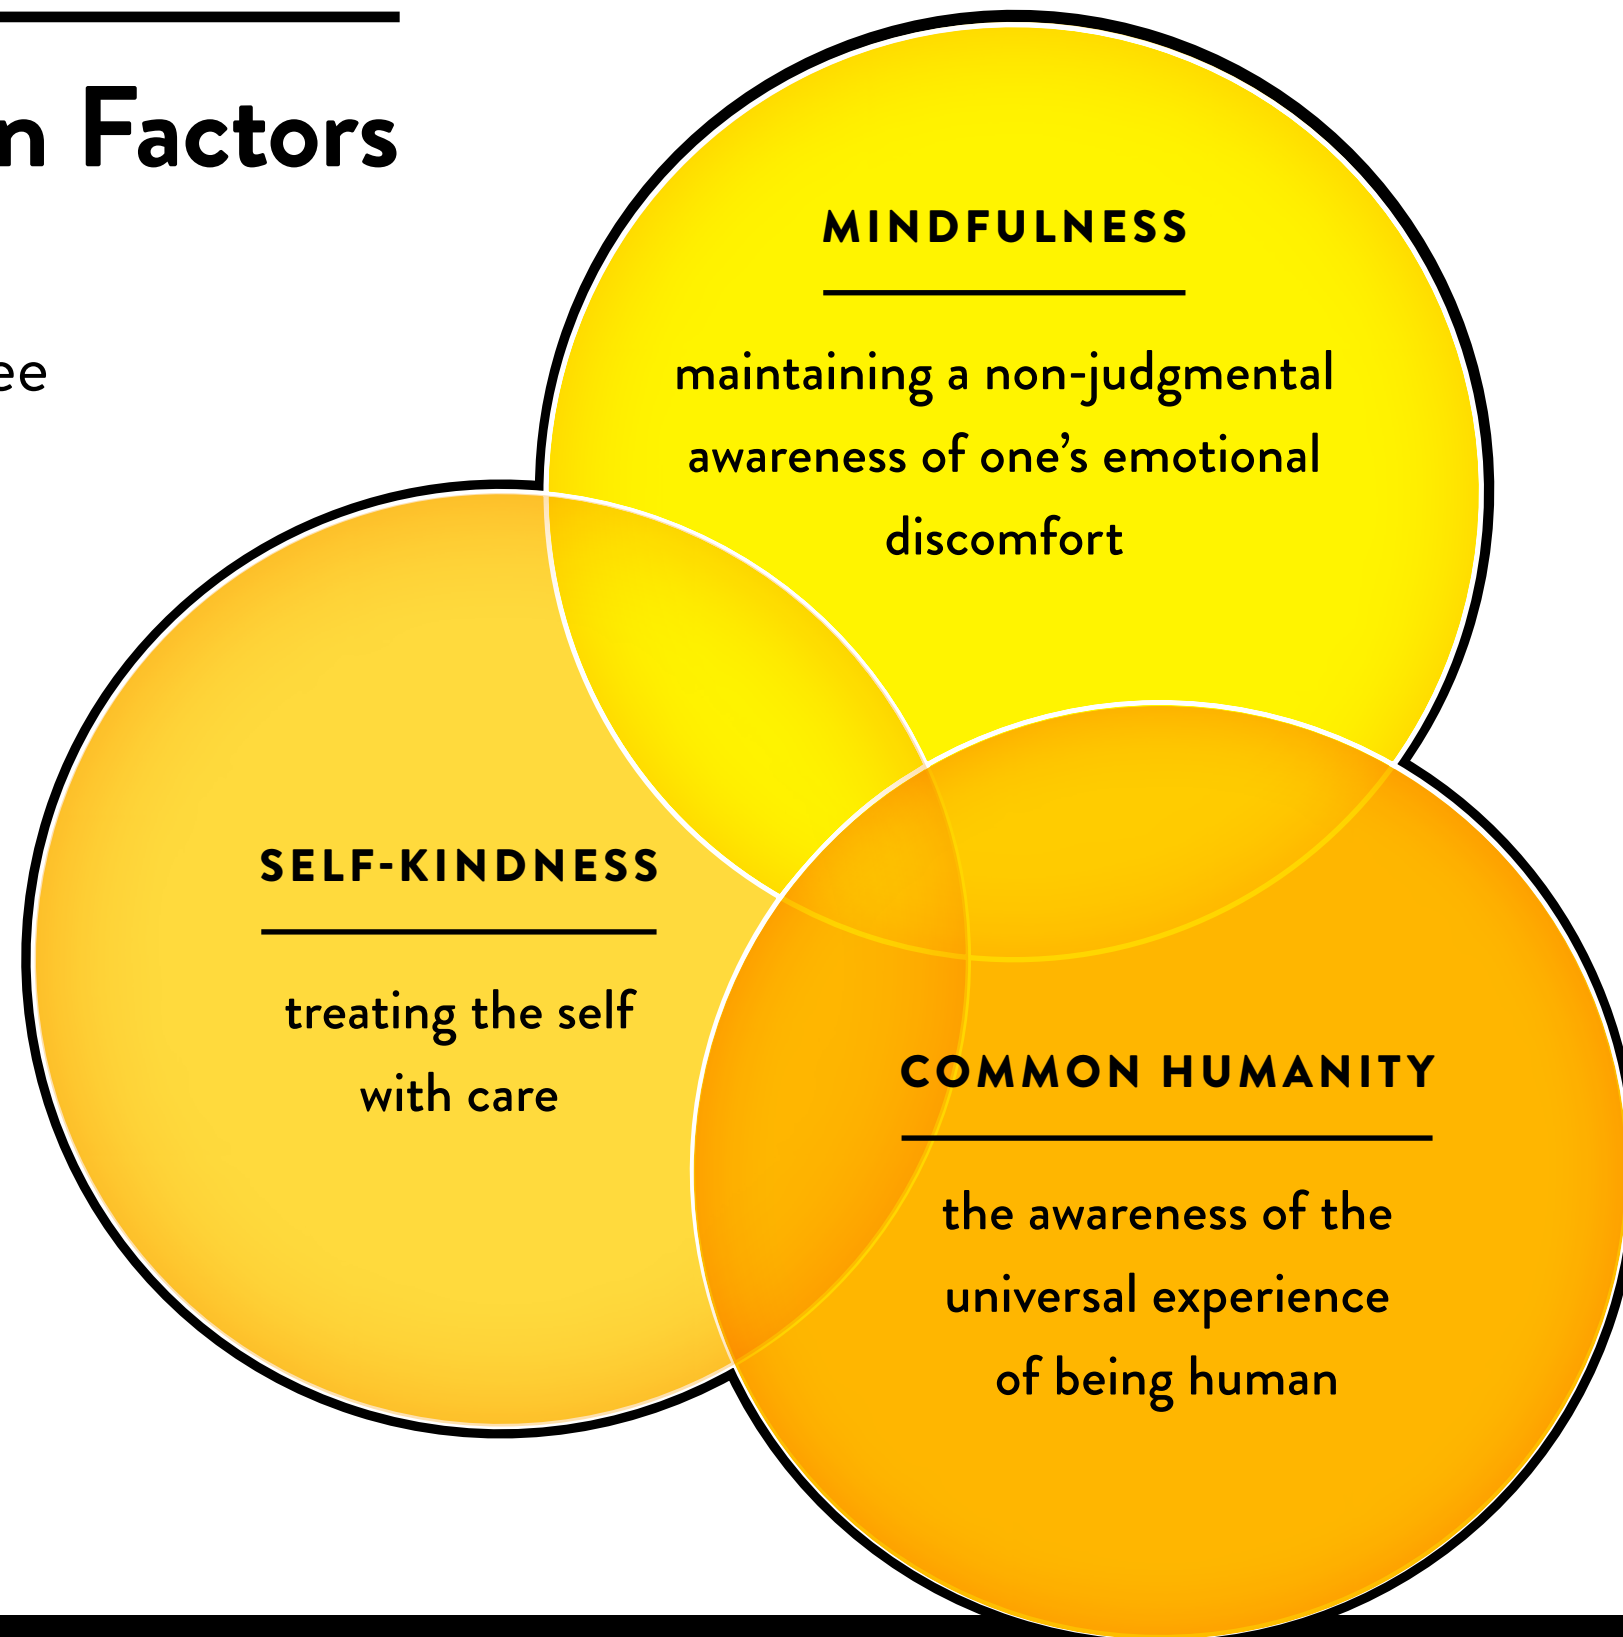 n Factors
ee
MINDFULNESS
maintaining a non-judgmental
awareness of one’s emotional
discomfort
SELF-KINDNESS
treating the self
with care
COMMON HUMANITY
the awareness of the
universal experience
of being human